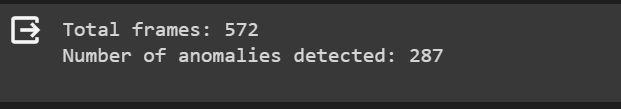 Total frames: 572
Number of anomalies detected: 287